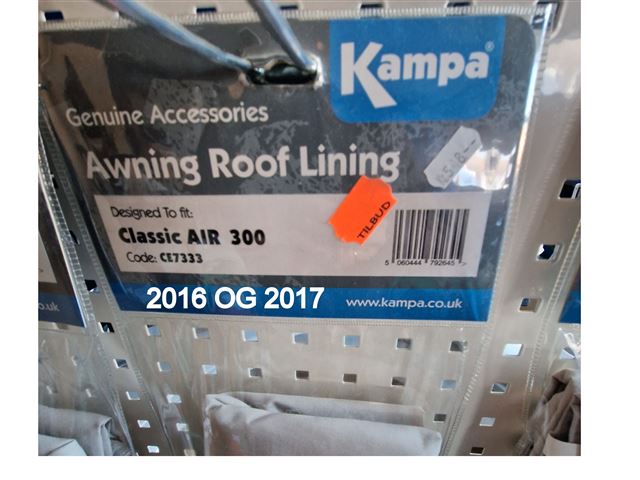 Kampa®
Genuine Accessories
Awning Roof Lining
Designed To fit:
Classic AIR 300
Code: CE7333
TILBUD
5 060444 792645 >
2016 OG 2017
www.kampa.co.uk